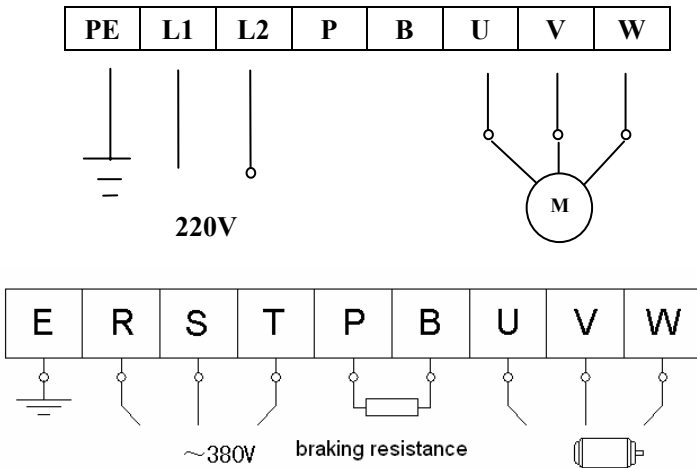 PE L1 L2 P B U V W
M
220V
E R S T P B U V W
~380V braking resistance